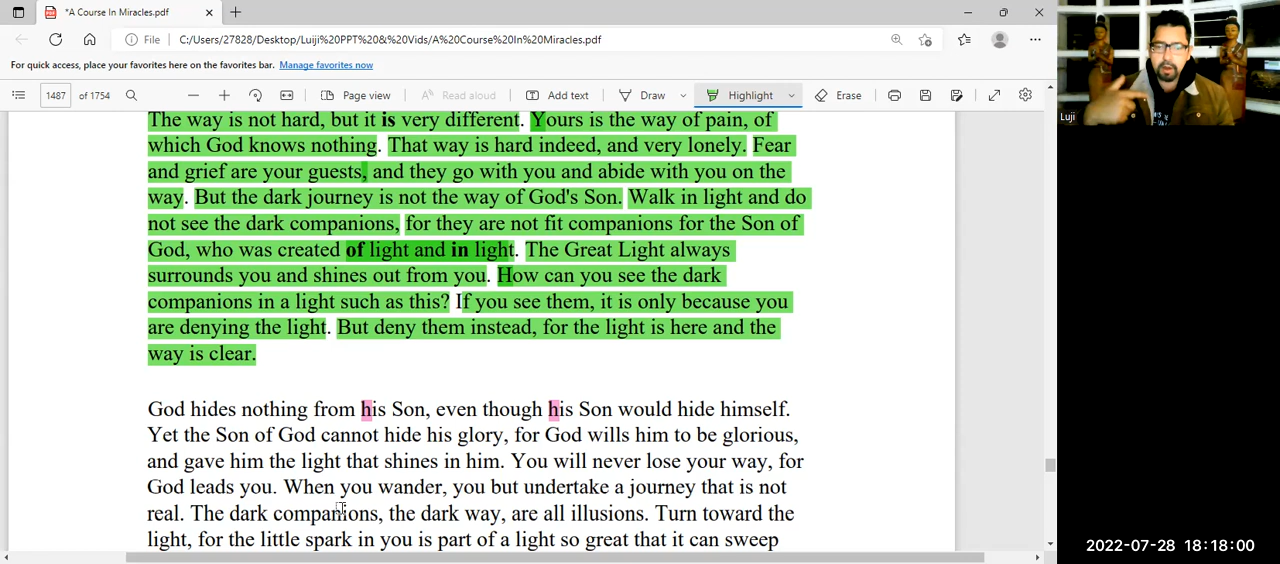 *A Course In Miracles.pdf
File C:/Users/27828/Desktop/Luiji%20PPT%20&%20Vids/A%20Course%20In%20Miracles.pdf
For quick access, place your favorites here on the favorites bar. Manage favorites now
1487 of 1754 Page view Read aloud Add text Draw Highlight Erase
The way is not hard, but it is very different. Yours is the way of pain, of
which God knows nothing. That way is hard indeed, and very lonely. Fear
and grief are your guests, and they go with you and abide with you on the
way. But the dark journey is not the way of God's Son. Walk in light and do
not see the dark companions, for they are not fit companions for the Son of
God, who was created of light and in light. The Great Light always
surrounds you and shines out from you. How can you see the dark
companions in a light such as this? If you see them, it is only because you
are denying the light. But deny them instead, for the light is here and the
way is clear.
God hides nothing from his Son, even though his Son would hide himself.
Yet the Son of God cannot hide his glory, for God wills him to be glorious,
and gave him the light that shines in him. You will never lose your way, for
God leads you. When you wander, you but undertake a journey that is not
real. The dark companions, the dark way, are all illusions. Turn toward the
light, for the little spark in you is part of a light so great that it can sweep
Luji
2022-07-28 18:18:00